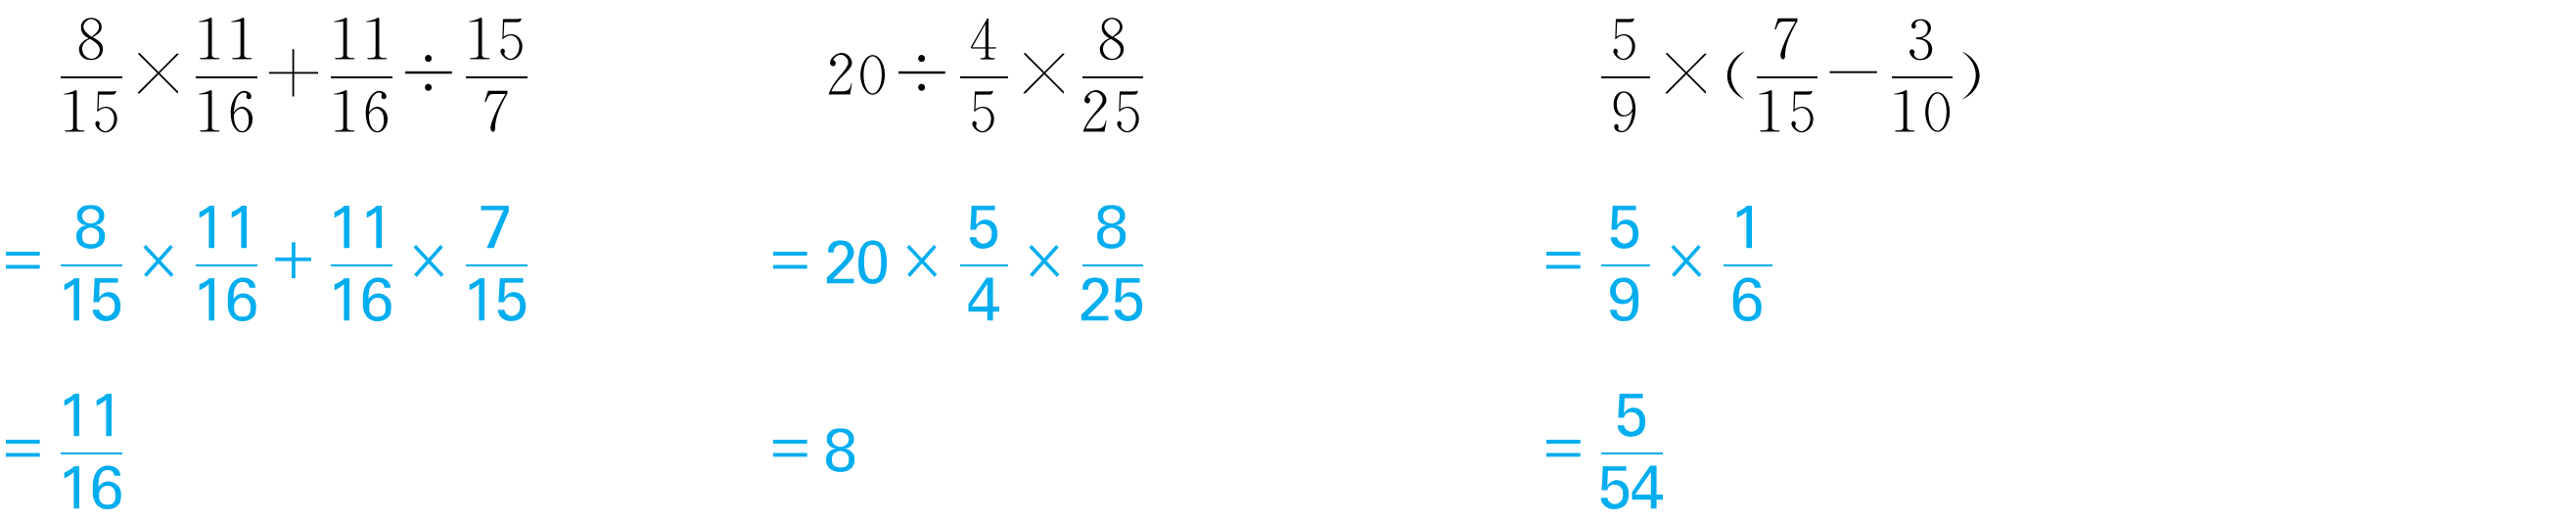 8/15 × 11/16 + 11/16 ÷ 15/7
= 8/15 × 11/16 + 11/16 × 7/15
= 11/16
20 ÷ 4/5 × 8/25
= 20 × 5/4 × 8/25
= 8
5/9 × (7/15 − 3/10)
= 5/9 × 1/6
= 5/54